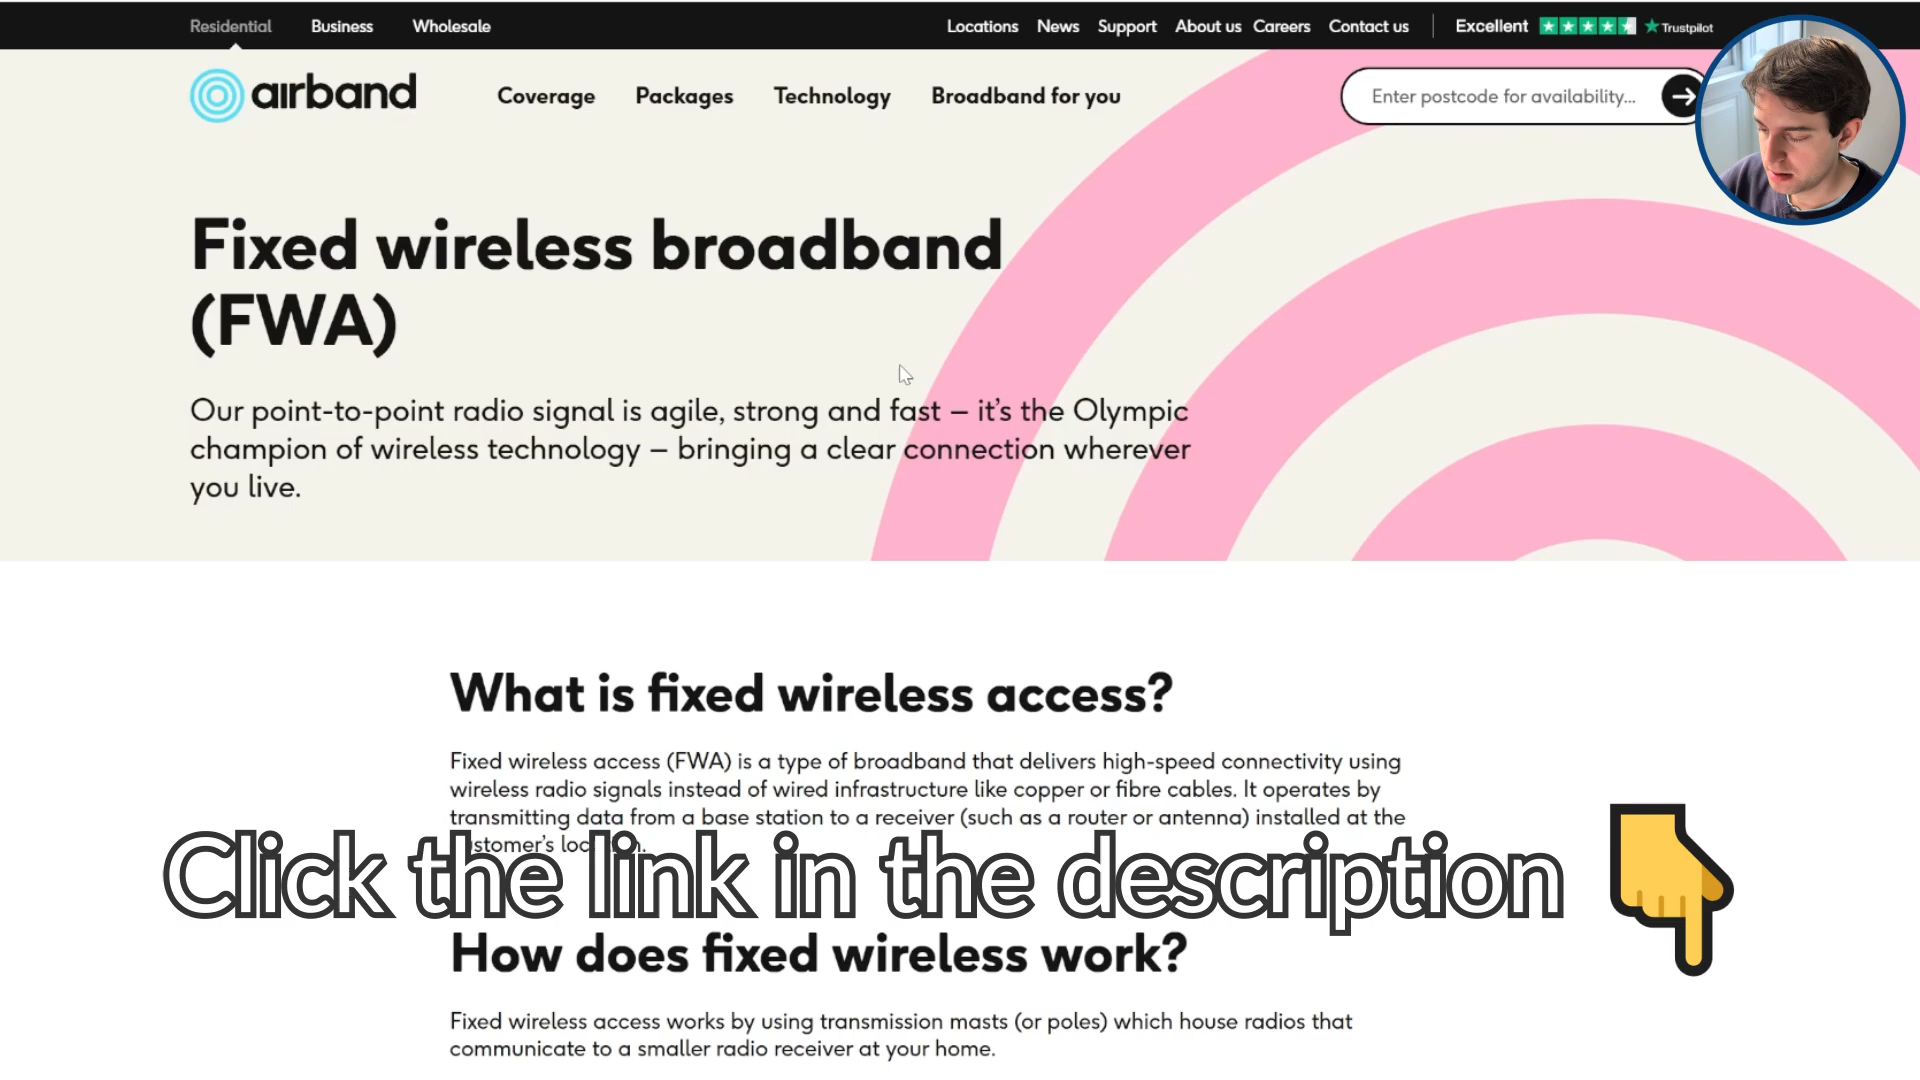 Residential Business Wholesale Locations News Support About us Careers Contact us Excellent Trustpilot
airband Coverage Packages Technology Broadband for you Enter postcode for availability...
Fixed wireless broadband
(FWA)
Our point-to-point radio signal is agile, strong and fast – it’s the Olympic
champion of wireless technology – bringing a clear connection wherever
you live.
What is fixed wireless access?
Fixed wireless access (FWA) is a type of broadband that delivers high-speed connectivity using
wireless radio signals instead of wired infrastructure like copper or fibre cables. It operates by
transmitting data from a base station to a receiver (such as a router or antenna) installed at the
Click the link in the description
How does fixed wireless work?
Fixed wireless access works by using transmission masts (or poles) which house radios that
communicate to a smaller radio receiver at your home.